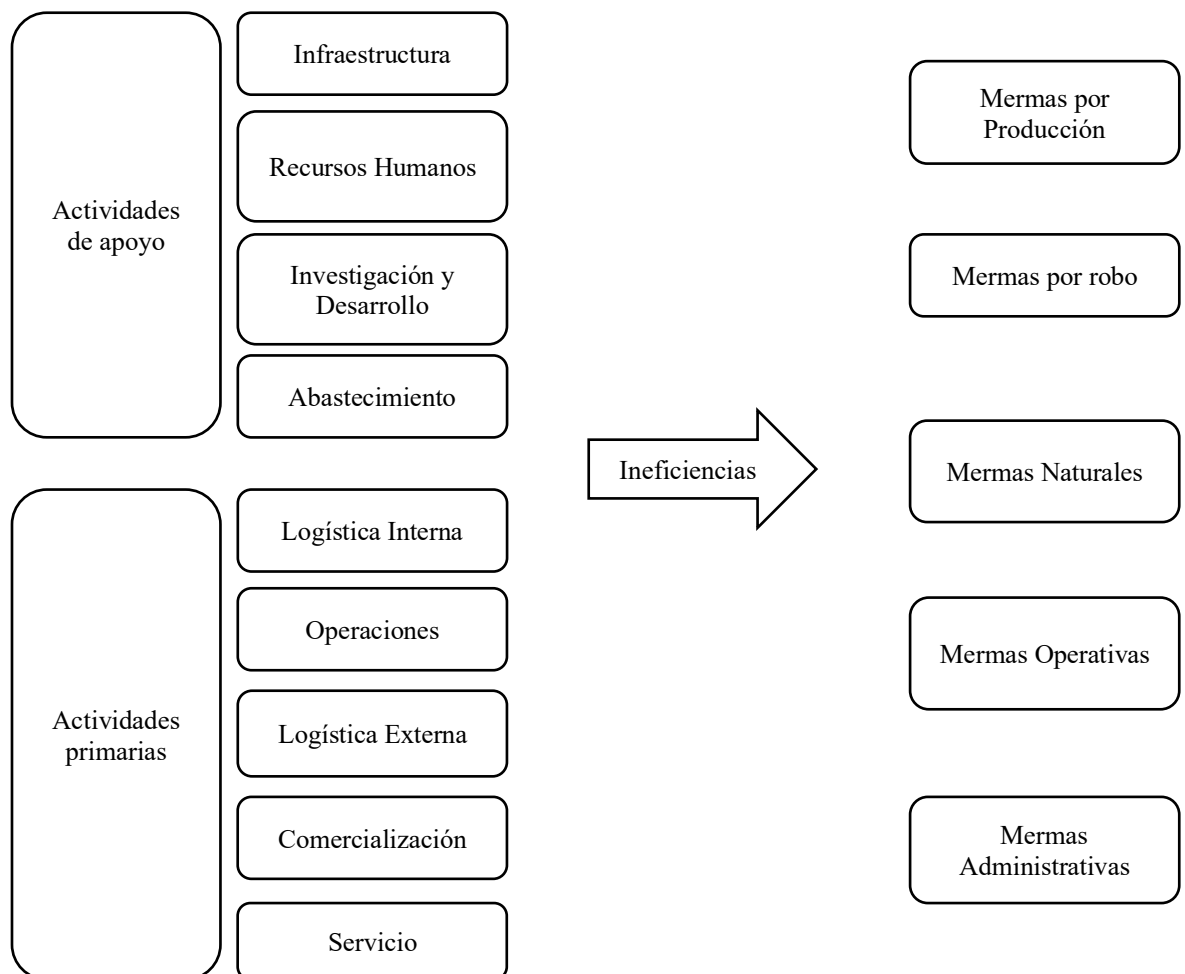 Actividades
de apoyo
Infraestructura
Recursos Humanos
Investigación y
Desarrollo
Abastecimiento
Actividades
primarias
Logística Interna
Operaciones
Logística Externa
Comercialización
Servicio
Ineficiencias
Mermas por
Producción
Mermas por robo
Mermas Naturales
Mermas Operativas
Mermas
Administrativas